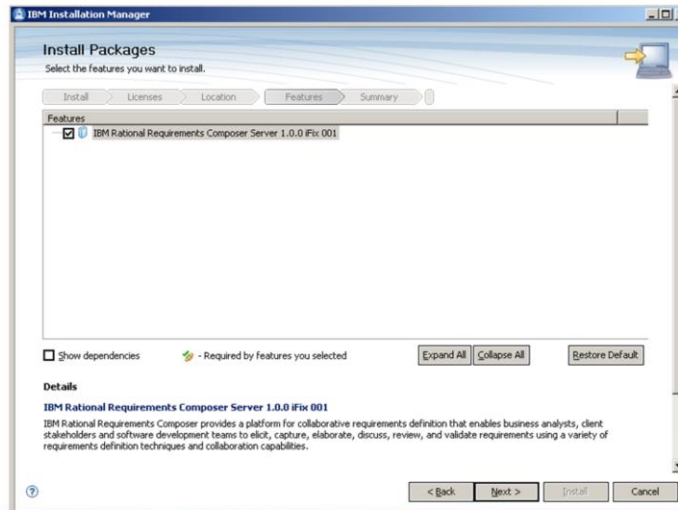 IBM Installation Manager
Install Packages
Select the features you want to install.
Install Licenses Location Features Summary
Features
IBM Rational Requirements Composer Server 1.0.0 iFix 001
Show dependencies - Required by features you selected Expand All Collapse All Restore Default
Details
IBM Rational Requirements Composer Server 1.0.0 iFix 001
IBM Rational Requirements Composer provides a platform for collaborative requirements definition that enables business analysts, client
stakeholders and software development teams to elicit, capture, elaborate, discuss, review, and validate requirements using a variety of
requirements definition techniques and collaboration capabilities.
? < Back Next > Install Cancel